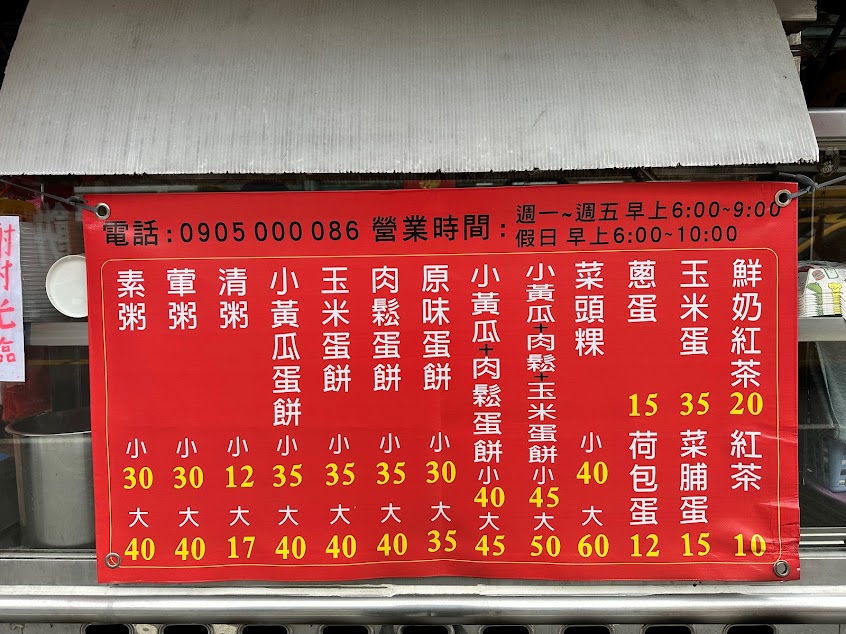 電話:0905 000 086 營業時間:
週一~週五 早上6:00~9:00
假日 早上6:00~10:00
鮮奶紅茶 20
紅茶 10
玉米蛋 35
菜脯蛋 15
蔥蛋 15
荷包蛋 12
菜頭粿 小 40 大 60
小黃瓜+肉鬆+玉米蛋餅 小 45 大 50
小黃瓜+肉鬆蛋餅 小 40 大 45
原味蛋餅 小 30 大 35
肉鬆蛋餅 小 35 大 40
玉米蛋餅 小 35 大 40
小黃瓜蛋餅 小 35 大 40
清粥 小 12 大 17
葷粥 小 30 大 40
素粥 小 30 大 40
謝謝光臨